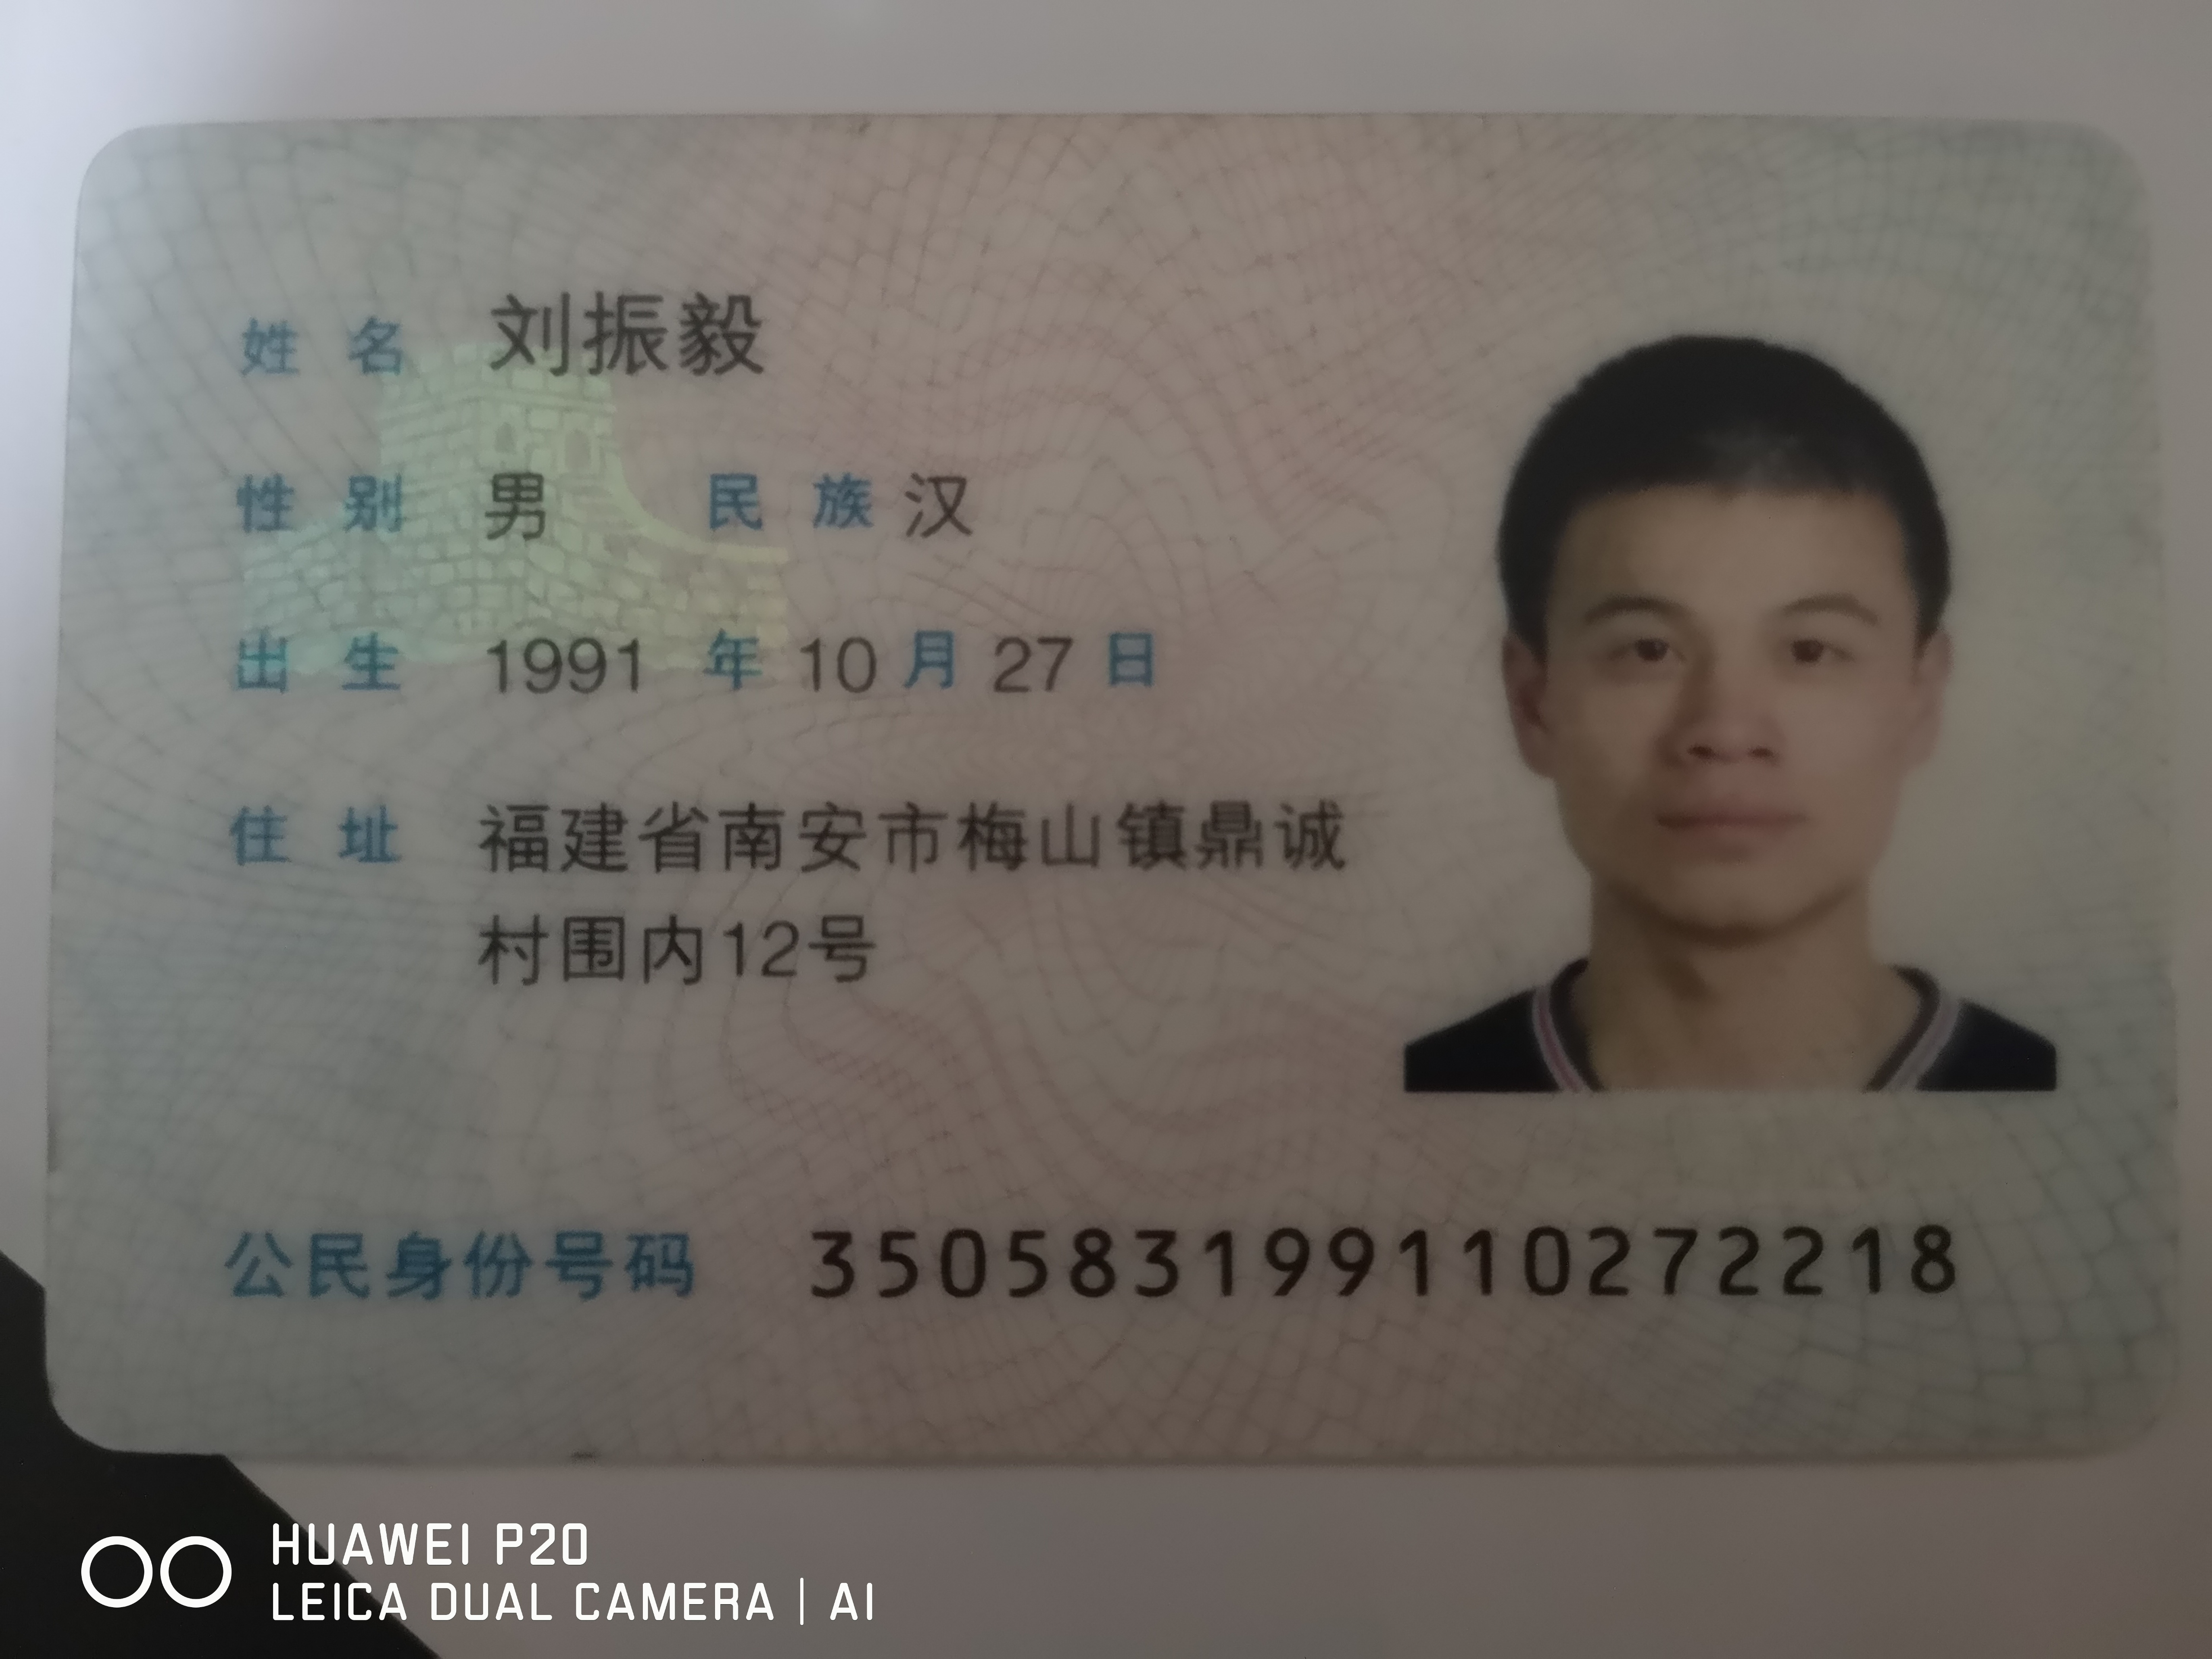 姓名 刘振毅
性别 男 民族 汉
出生 1991 年 10 月 27 日
住址 福建省南安市梅山镇鼎诚
村围内12号
公民身份号码 350583199110272218
HUAWEI P20
LEICA DUAL CAMERA | AI